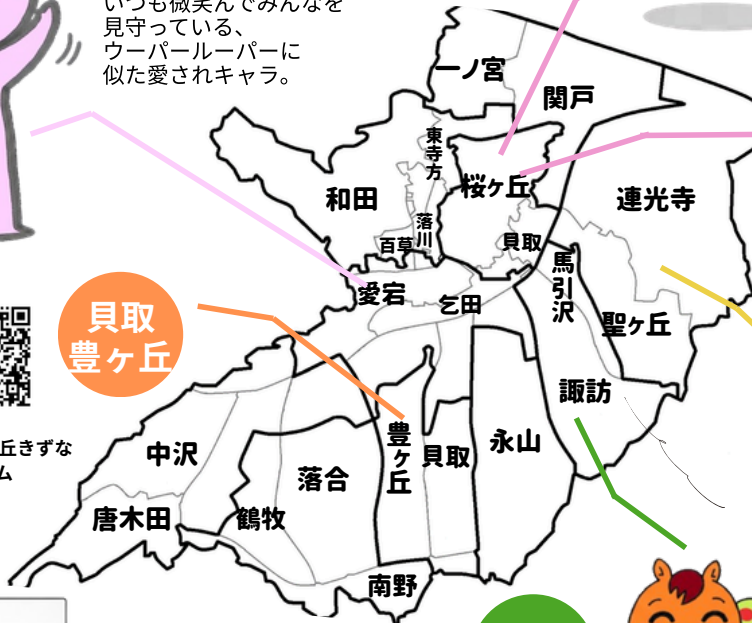 いつも微笑んでみんなを
見守っている、
ウーパールーパーに
似た愛されキャラ。
一ノ宮
関戸
東寺方
桜ヶ丘
和田
連光寺
落川
百草
貝取
馬引沢
愛宕
乞田
聖ヶ丘
貝取
豊ヶ丘
諏訪
丘きずな
ム
中沢
豊ヶ丘
貝取
永山
落合
唐木田
鶴牧
南野